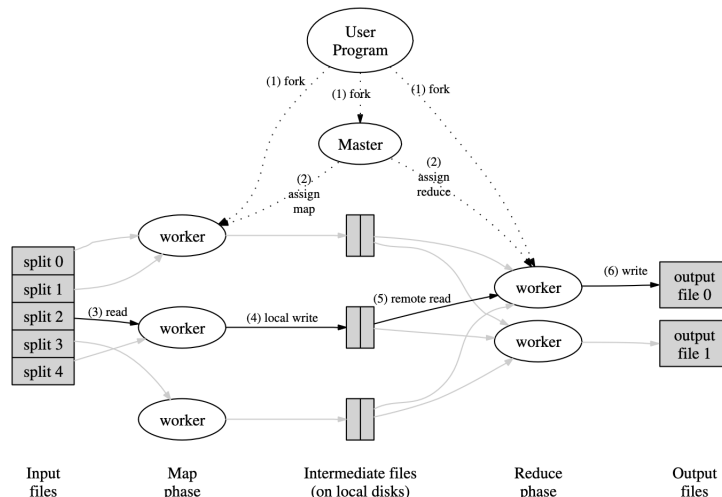 User
Program
(1) fork
(1) fork
(1) fork
Master
(2)
assign
map
(2)
assign
reduce
worker
split 0
split 1
split 2
split 3
split 4
(3) read
worker
(4) local write
(5) remote read
worker
(6) write
output
file 0
worker
output
file 1
worker
Input
files
Map
phase
Intermediate files
(on local disks)
Reduce
phase
Output
files